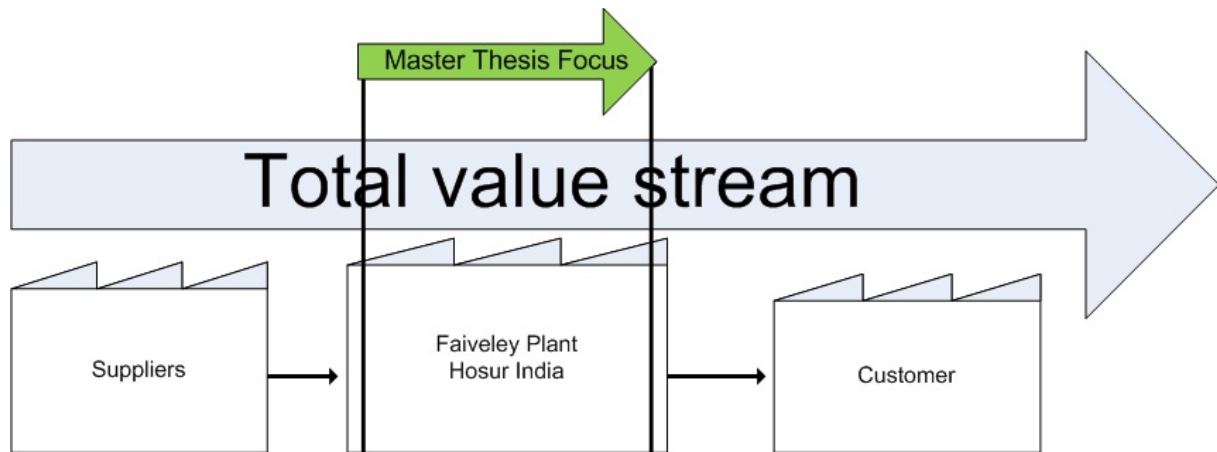 Master Thesis Focus
Total value stream
Suppliers
Faiveley Plant
Hosur India
Customer